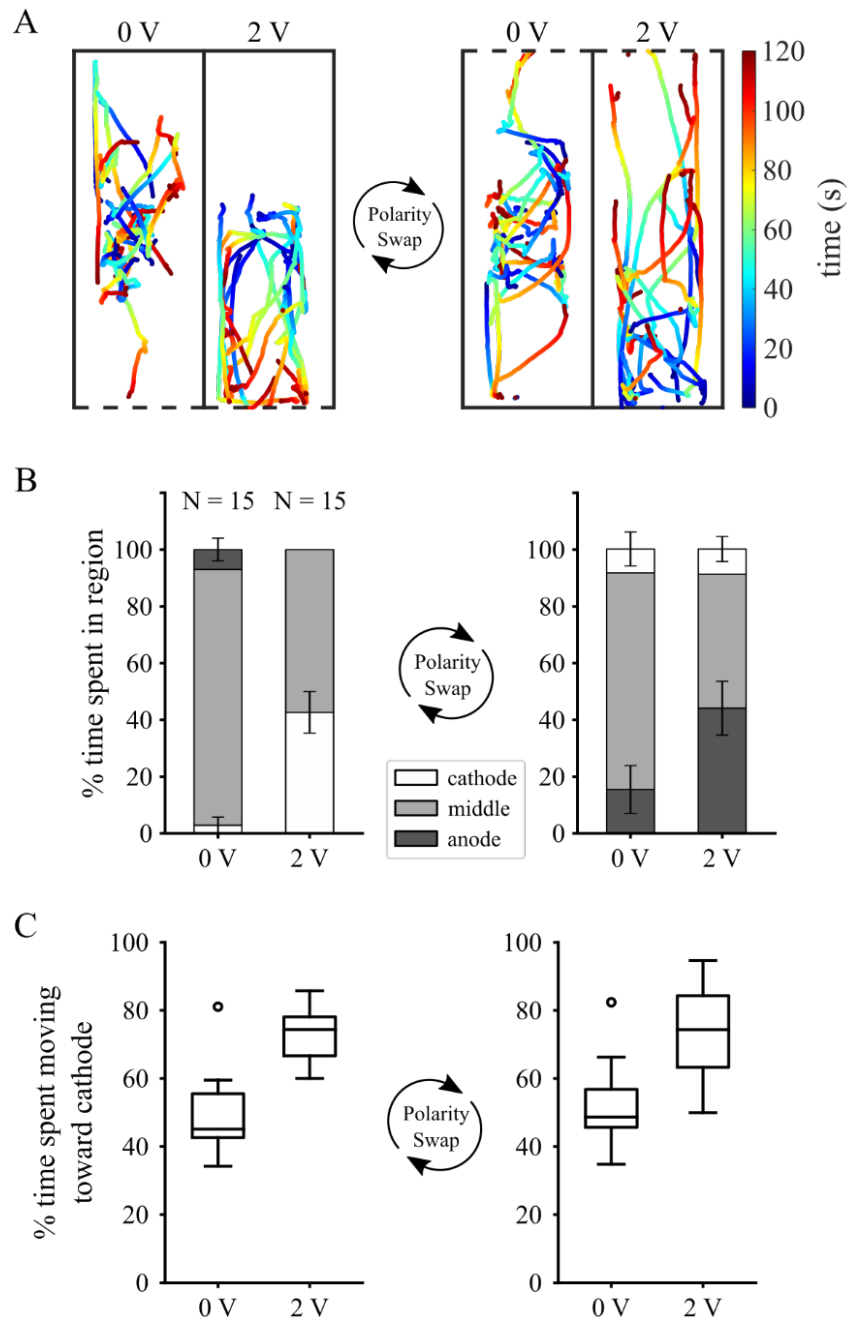 A
0 V
2 V
0 V
2 V
Polarity
Swap
120
100
80
60
40
20
0
time (s)
B
% time spent in region
100
80
60
40
20
0
N = 15
N = 15
0 V
2 V
Polarity
Swap
cathode
middle
anode
100
80
60
40
20
0
0 V
2 V
C
% time spent moving
toward cathode
100
80
60
40
20
0
0 V
2 V
Polarity
Swap
100
80
60
40
20
0
0 V
2 V